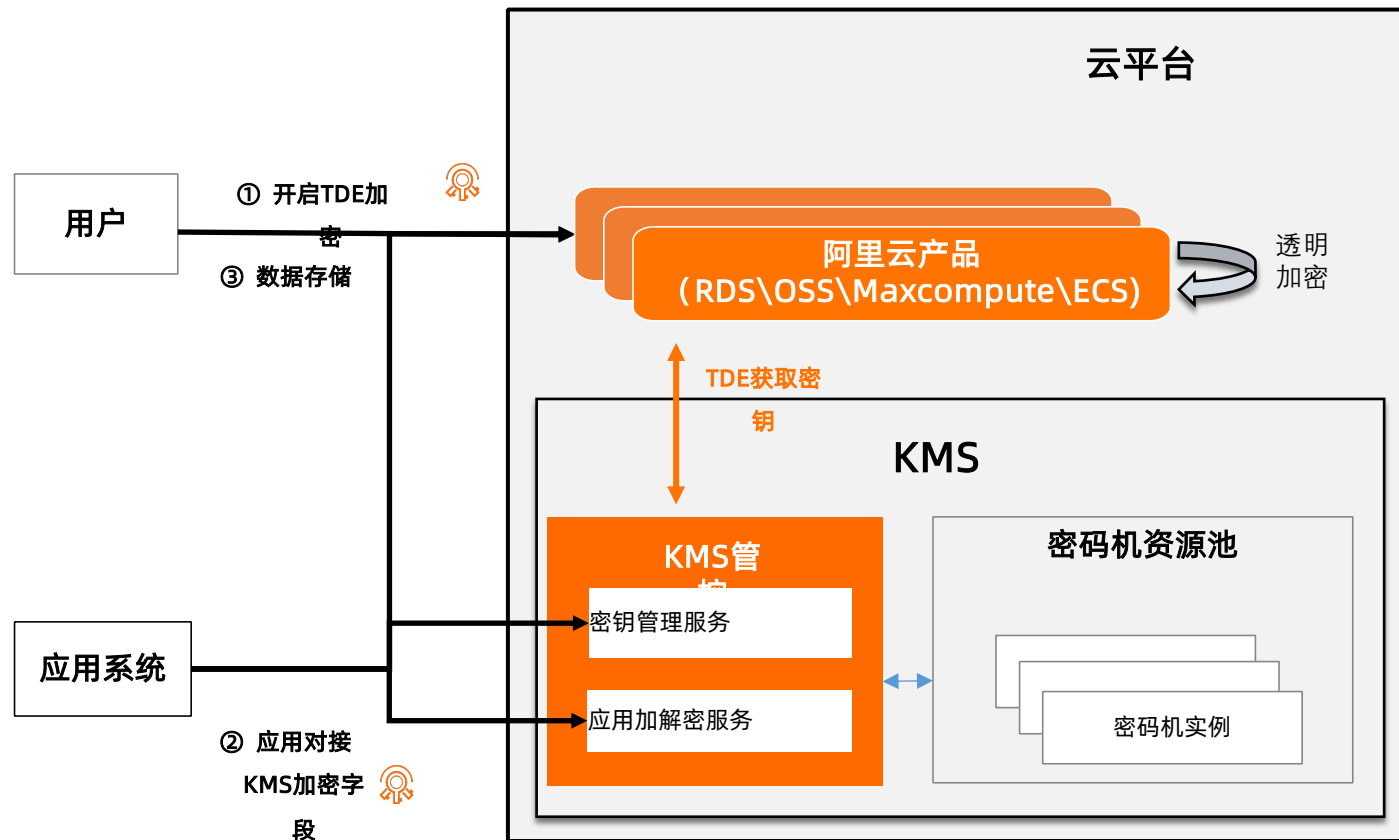 云平台
用户
① 开启TDE加
密
③ 数据存储
阿里云产品
（RDS\OSS\Maxcompute\ECS)
透明
加密
TDE获取密
钥
KMS
KMS管
控
密钥管理服务
应用加解密服务
密码机资源池
密码机实例
应用系统
② 应用对接
KMS加密字
段